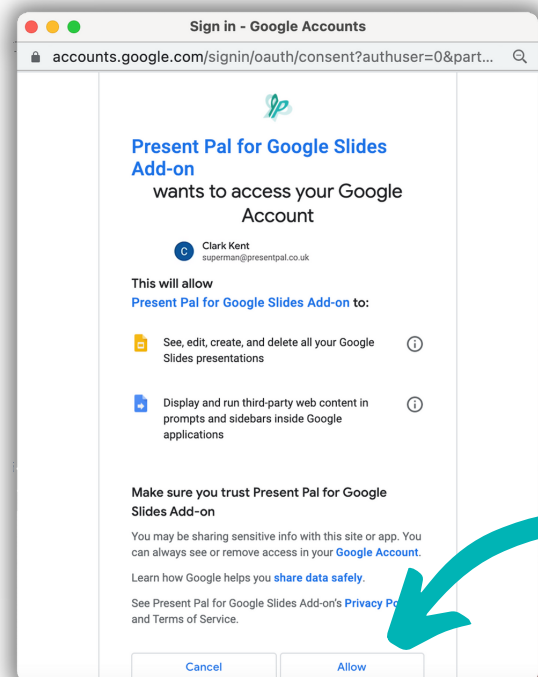 Sign in - Google Accounts
accounts.google.com/signin/oauth/consent?authuser=0&part...
Present Pal for Google Slides
Add-on
wants to access your Google
Account
C
Clark Kent
superman@presentpal.co.uk
This will allow
Present Pal for Google Slides Add-on to:
See, edit, create, and delete all your Google
Slides presentations
Display and run third-party web content in
prompts and sidebars inside Google
applications
Make sure you trust Present Pal for Google
Slides Add-on
You may be sharing sensitive info with this site or app. You
can always see or remove access in your Google Account.
Learn how Google helps you share data safely.
See Present Pal for Google Slides Add-on's Privacy
and Terms of Service.
Cancel
Allow